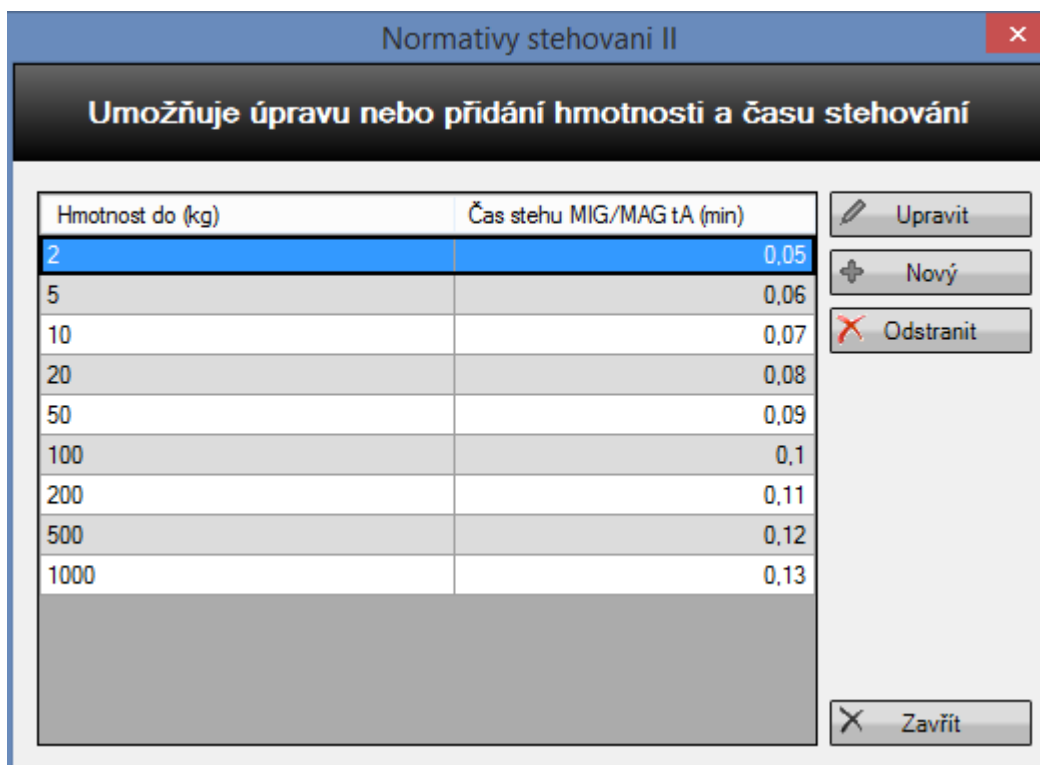 Normativy stehovani II
Umožňuje úpravu nebo přidání hmotnosti a času stehování
Hmotnost do (kg) Čas stehu MIG/MAG tA (min)
2 0,05
5 0,06
10 0,07
20 0,08
50 0,09
100 0,1
200 0,11
500 0,12
1000 0,13
Upravit
Nový
Odstranit
Zavřít